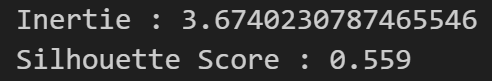 Inertie : 3.6740230787465546
Silhouette Score : 0.559